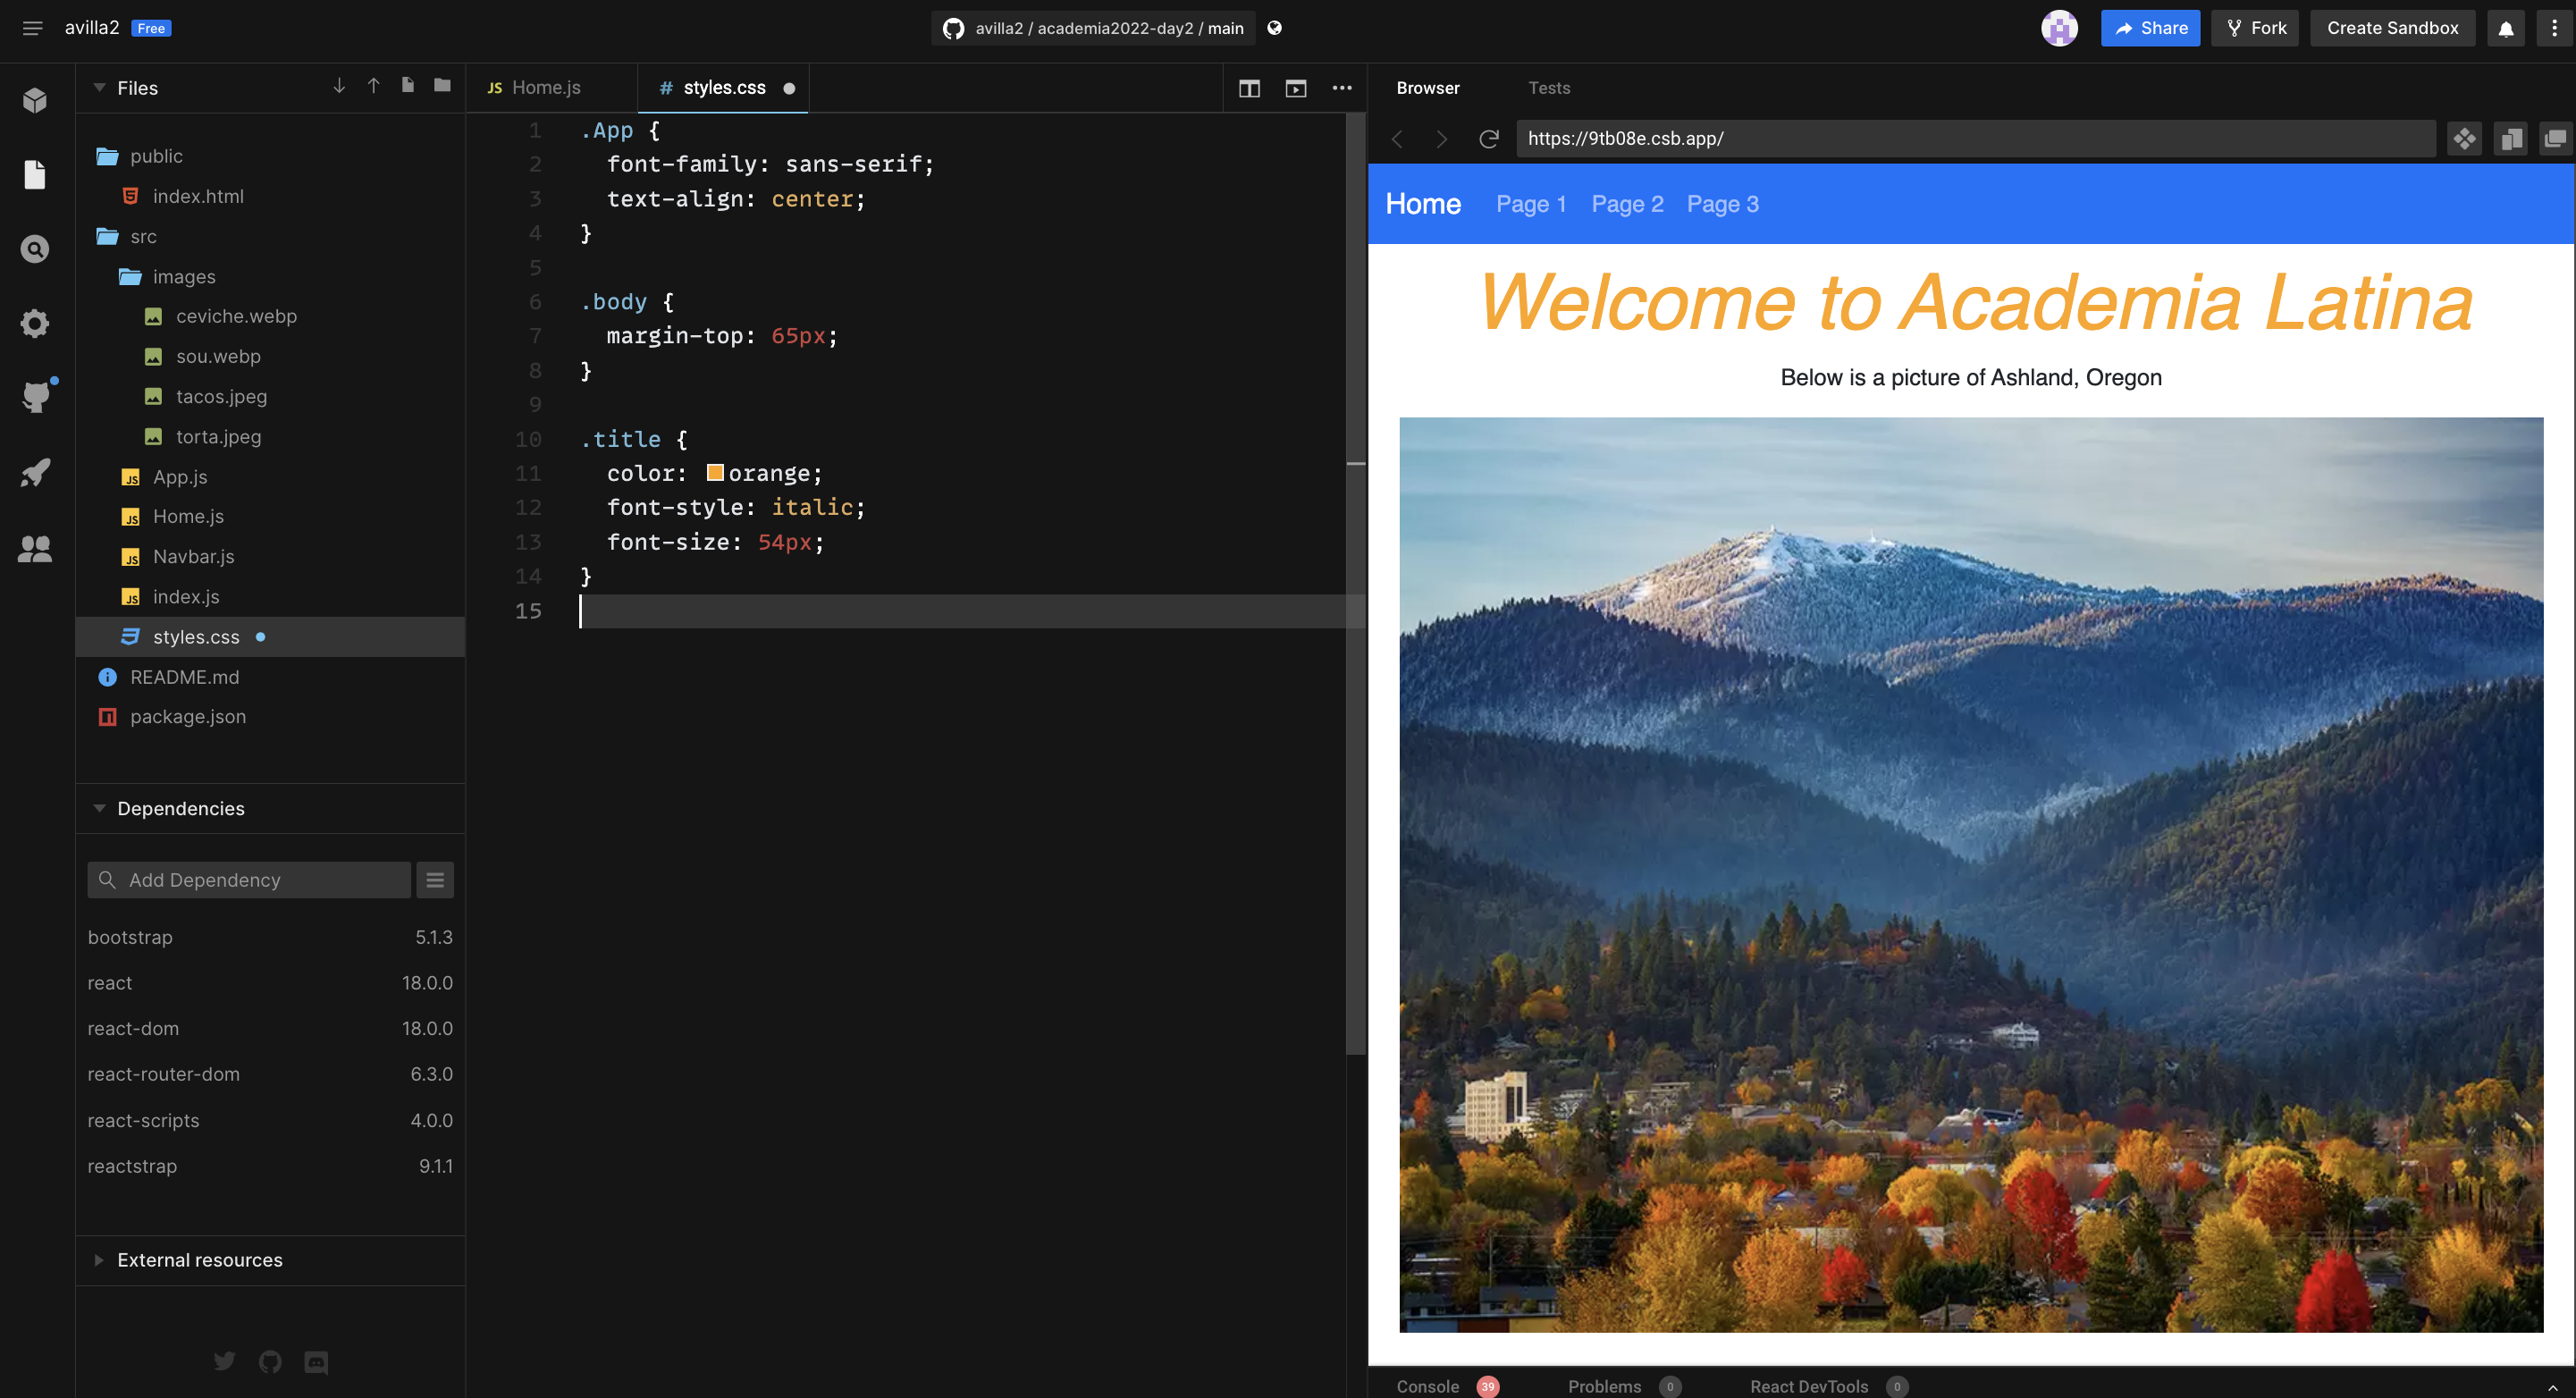 avilla2 Free
avilla2 / academia2022-day2 / main
Share Fork Create Sandbox
Files
public
index.html
src
images
ceviche.webp
sou.webp
tacos.jpeg
torta.jpeg
App.js
Home.js
Navbar.js
index.js
styles.css
README.md
package.json
Dependencies
Add Dependency
bootstrap 5.1.3
react 18.0.0
react-dom 18.0.0
react-router-dom 6.3.0
react-scripts 4.0.0
reactstrap 9.1.1
External resources
JS Home.js # styles.css
1 .App {
2 font-family: sans-serif;
3 text-align: center;
4 }
5
6 .body {
7 margin-top: 65px;
8 }
9
10 .title {
11 color: orange;
12 font-style: italic;
13 font-size: 54px;
14 }
15
Browser Tests
https://9tb08e.csb.app/
Home Page 1 Page 2 Page 3
Welcome to Academia Latina
Below is a picture of Ashland, Oregon
Console 39 Problems 0 React DevTools 0